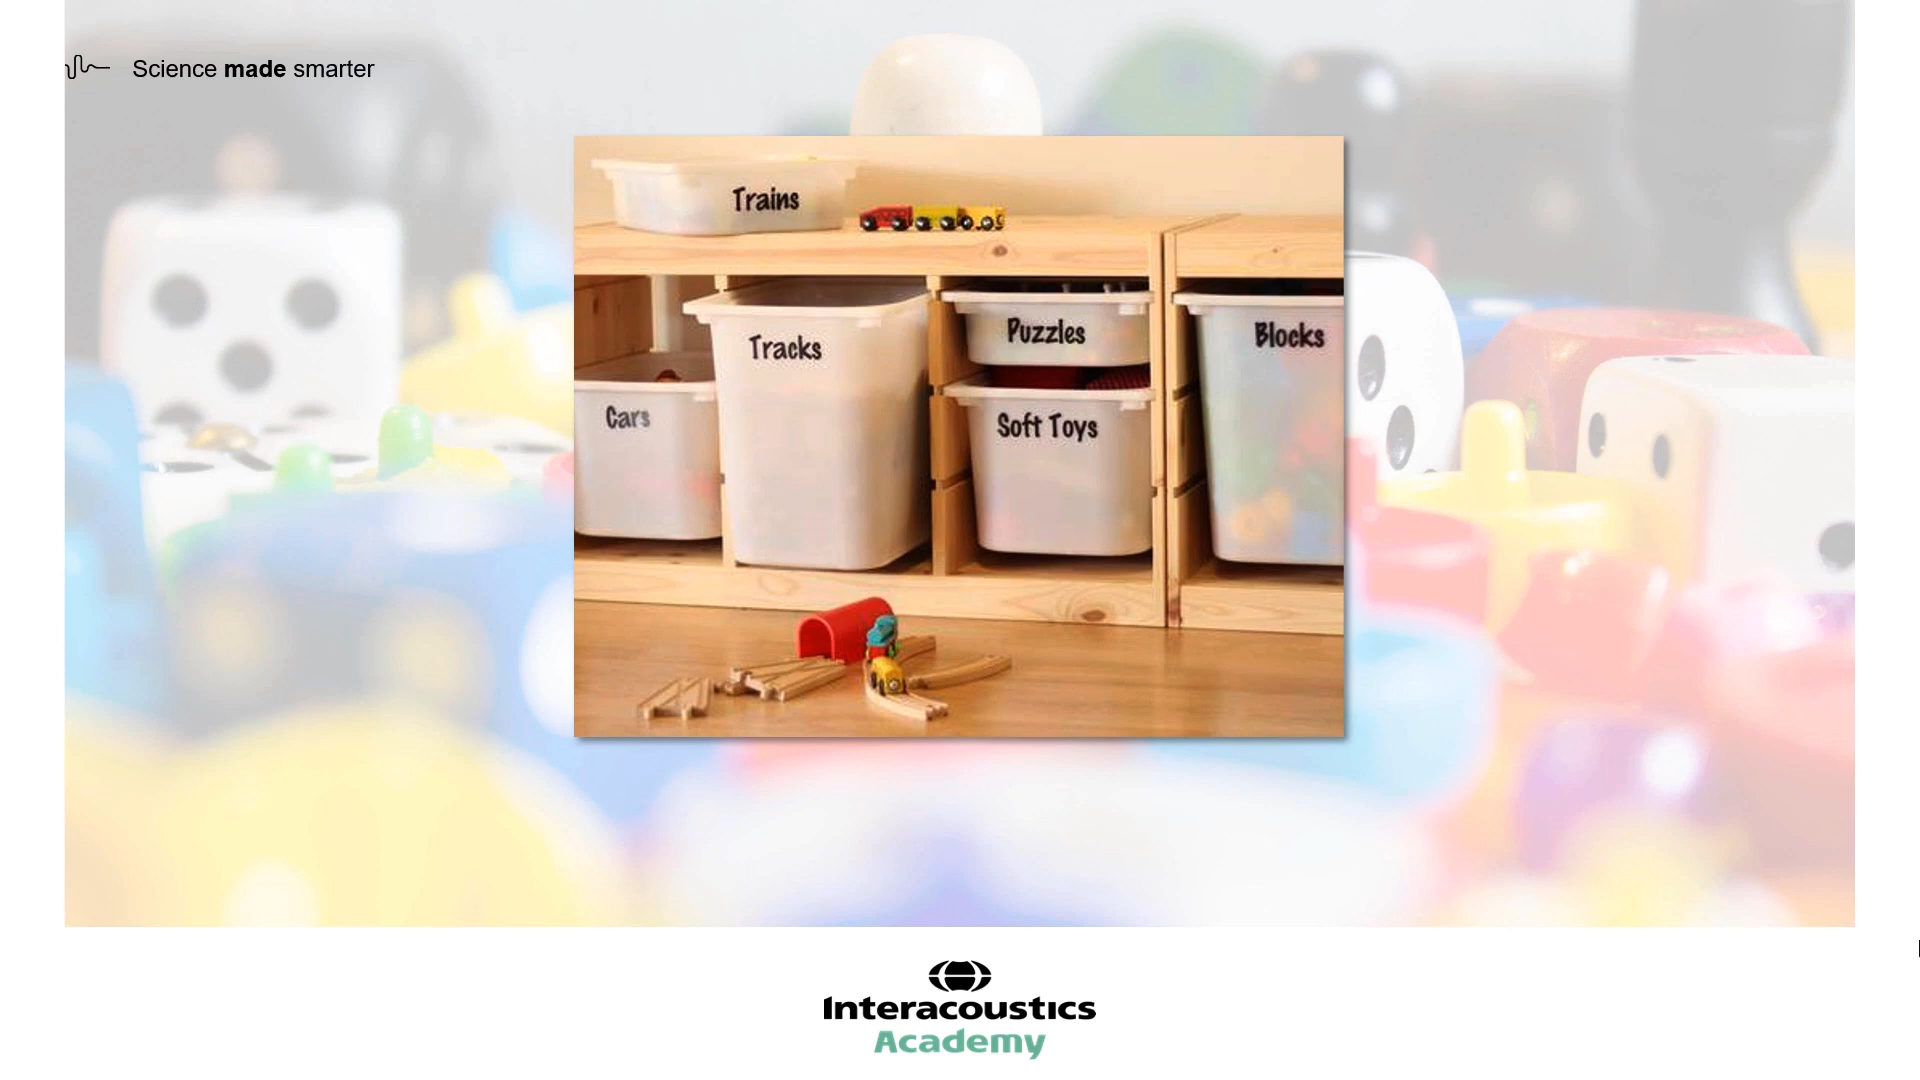 Science made smarter
Trains
Tracks
Puzzles
Blocks
Cars
Soft Toys
Interacoustics
Academy